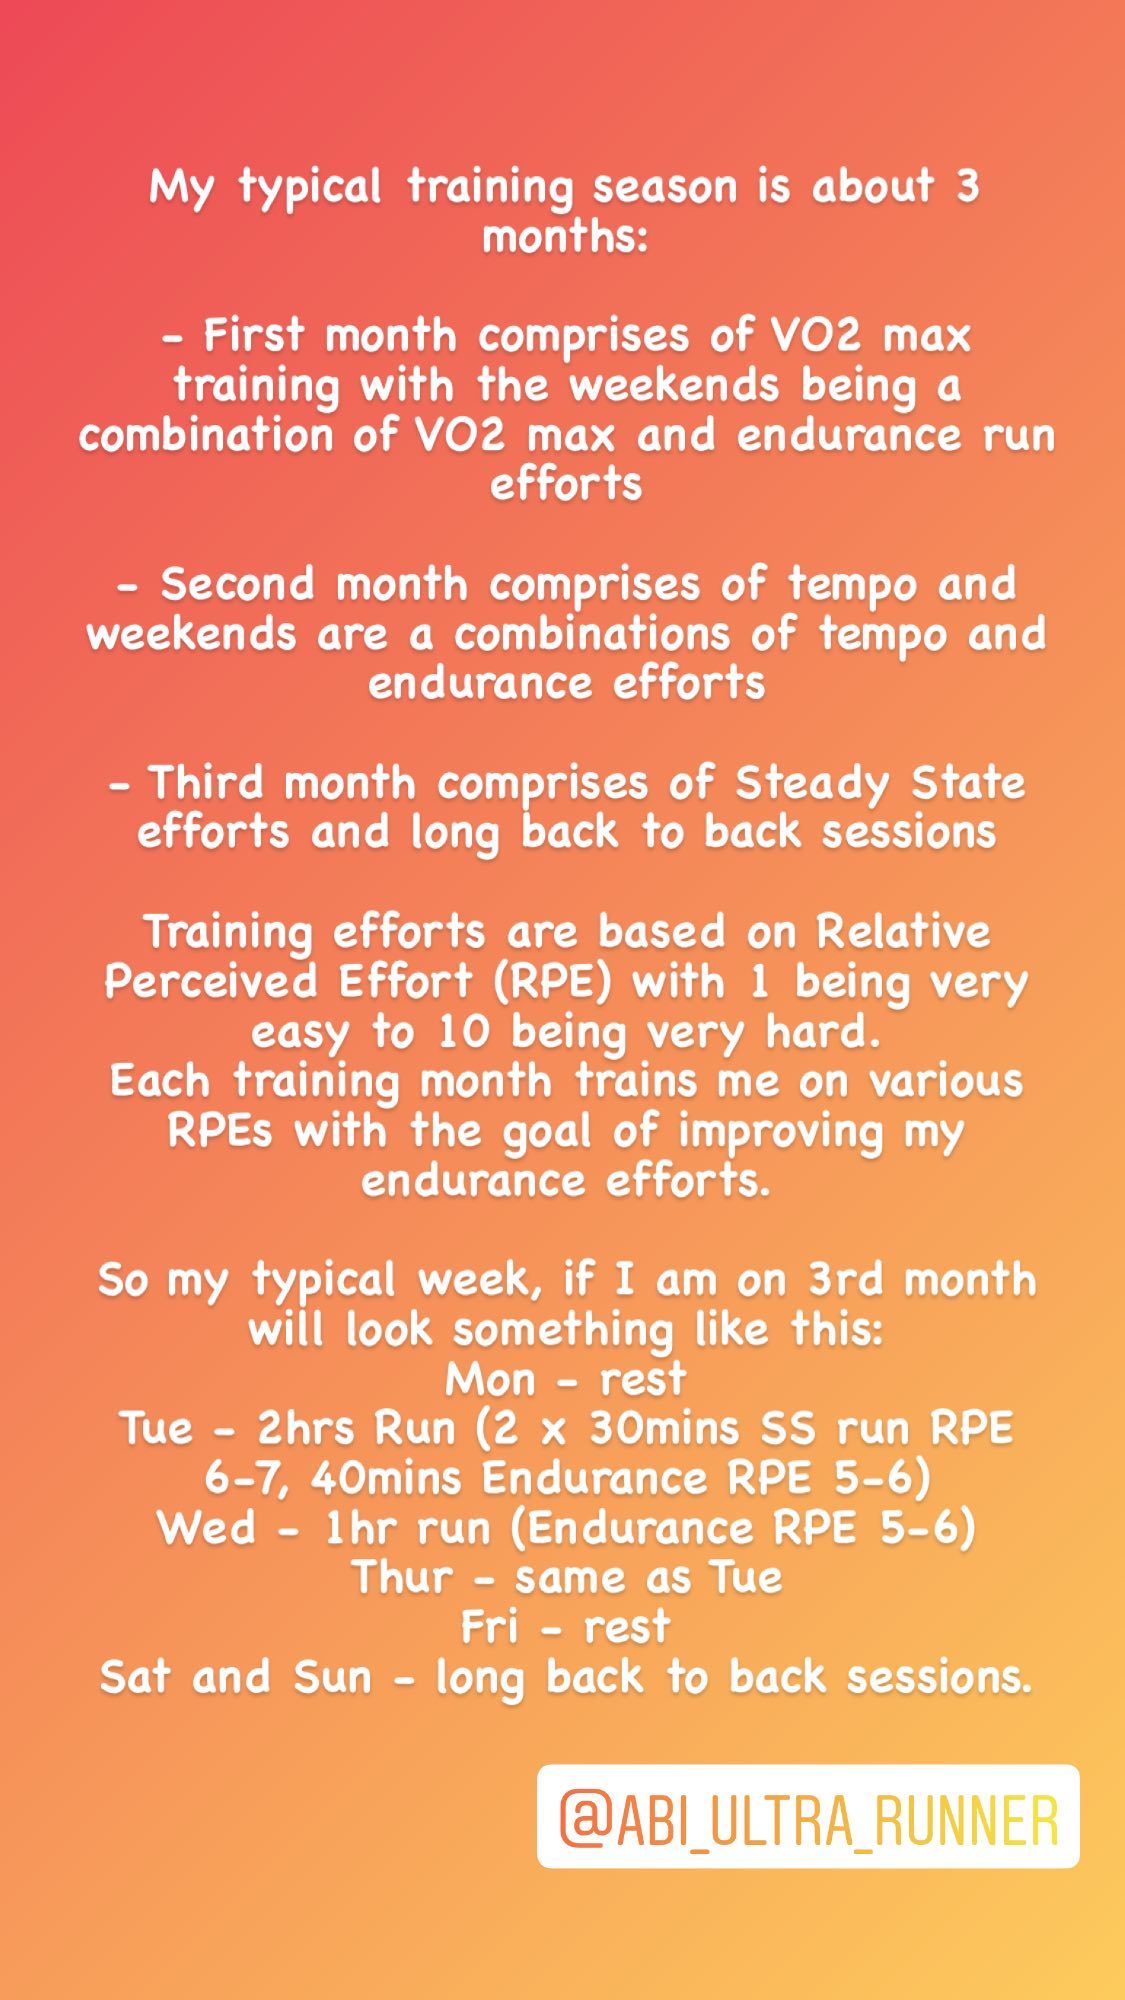 My typical training season is about 3
months:
- First month comprises of VO2 max
training with the weekends being a
combination of VO2 max and endurance run
efforts
- Second month comprises of tempo and
weekends are a combinations of tempo and
endurance efforts
- Third month comprises of Steady State
efforts and long back to back sessions
Training efforts are based on Relative
Perceived Effort (RPE) with 1 being very
easy to 10 being very hard.
Each training month trains me on various
RPEs with the goal of improving my
endurance efforts.
So my typical week, if I am on 3rd month
will look something like this:
Mon - rest
Tue - 2hrs Run (2 x 30mins SS run RPE
6-7, 40mins Endurance RPE 5-6)
Wed - 1hr run (Endurance RPE 5-6)
Thur - same as Tue
Fri - rest
Sat and Sun - long back to back sessions.
@ABI_ULTRA_RUNNER